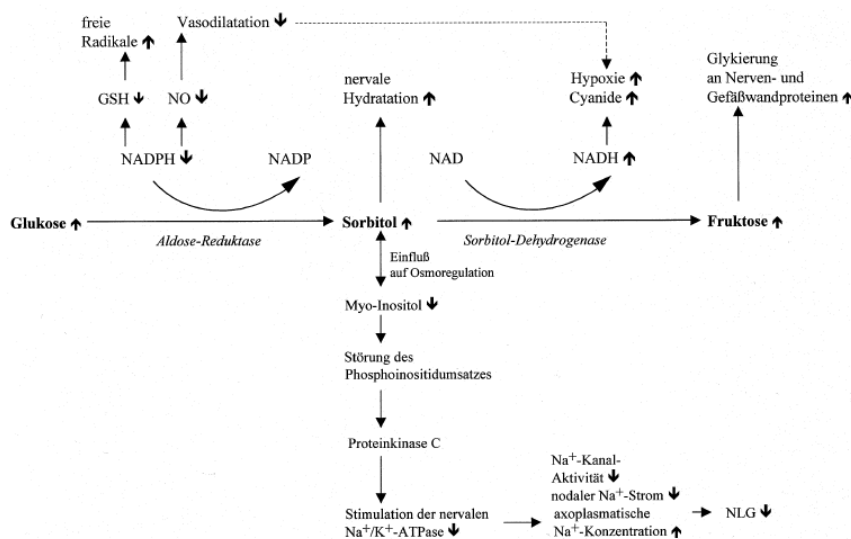 freie
Radikale ↑
Vasodilatation ↓
GSH ↓
NO ↓
nervale
Hydratation ↑
Hypoxie ↑
Cyanide ↑
Glykierung
an Nerven- und
Gefäßwandproteinen ↑
NADPH ↓
NADP
NAD
NADH ↑
Glukose ↑
Aldose-Reduktase
Sorbitol ↑
Sorbitol-Dehydrogenase
Fruktose ↑
Einfluß
auf Osmoregulation
Myo-Inositol ↓
Störung des
Phosphoinositidumsatzes
Proteinkinase C
Stimulation der nervalen
Na⁺/K⁺-ATPase ↓
Na⁺-Kanal-
Aktivität ↓
nodaler Na⁺-Strom ↓
axoplasmatische
Na⁺-Konzentration ↑
NLG ↓